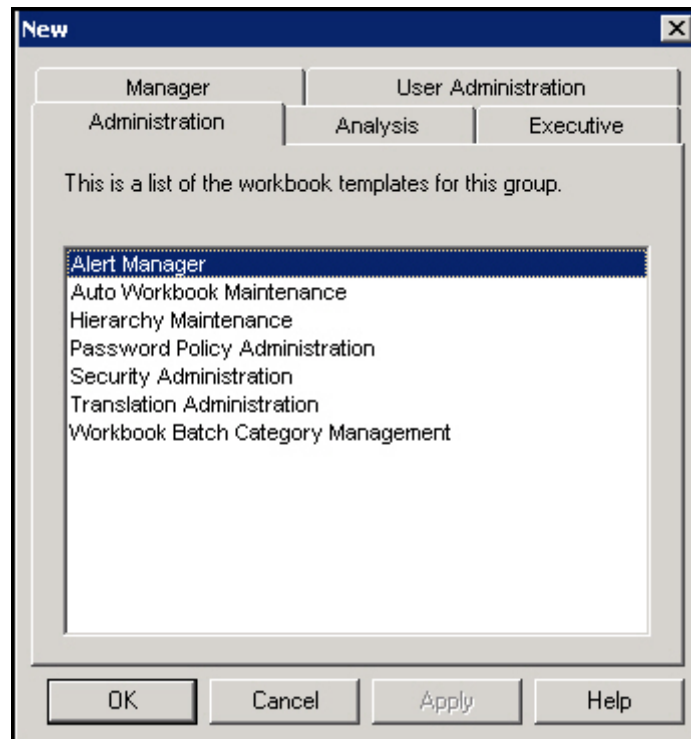 New
Manager User Administration
Administration Analysis Executive
This is a list of the workbook templates for this group.
Alert Manager
Auto Workbook Maintenance
Hierarchy Maintenance
Password Policy Administration
Security Administration
Translation Administration
Workbook Batch Category Management
OK Cancel Apply Help